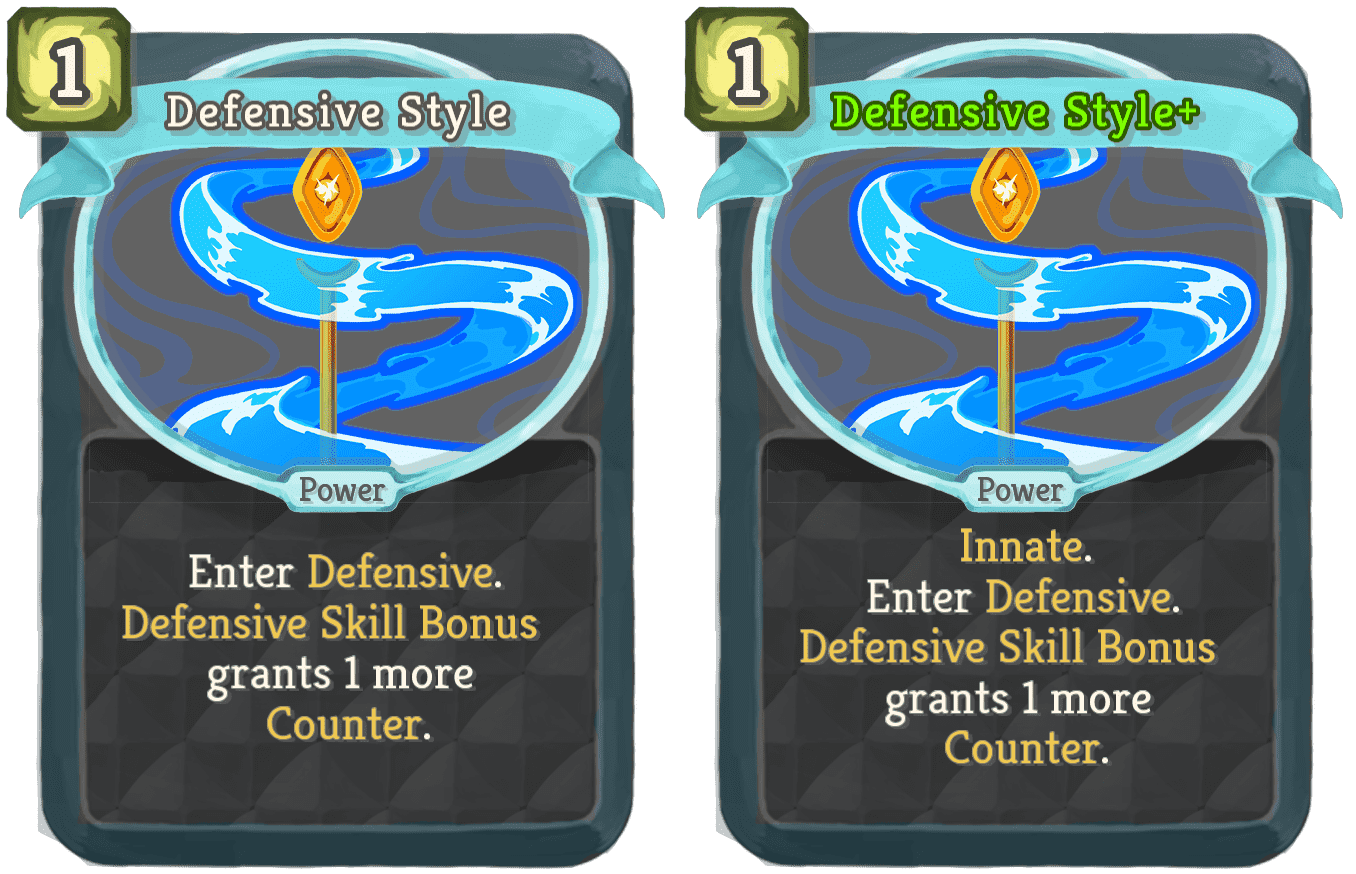 1
Defensive Style
Power
Enter Defensive.
Defensive Skill Bonus
grants 1 more
Counter.
1
Defensive Style+
Power
Innate.
Enter Defensive.
Defensive Skill Bonus
grants 1 more
Counter.